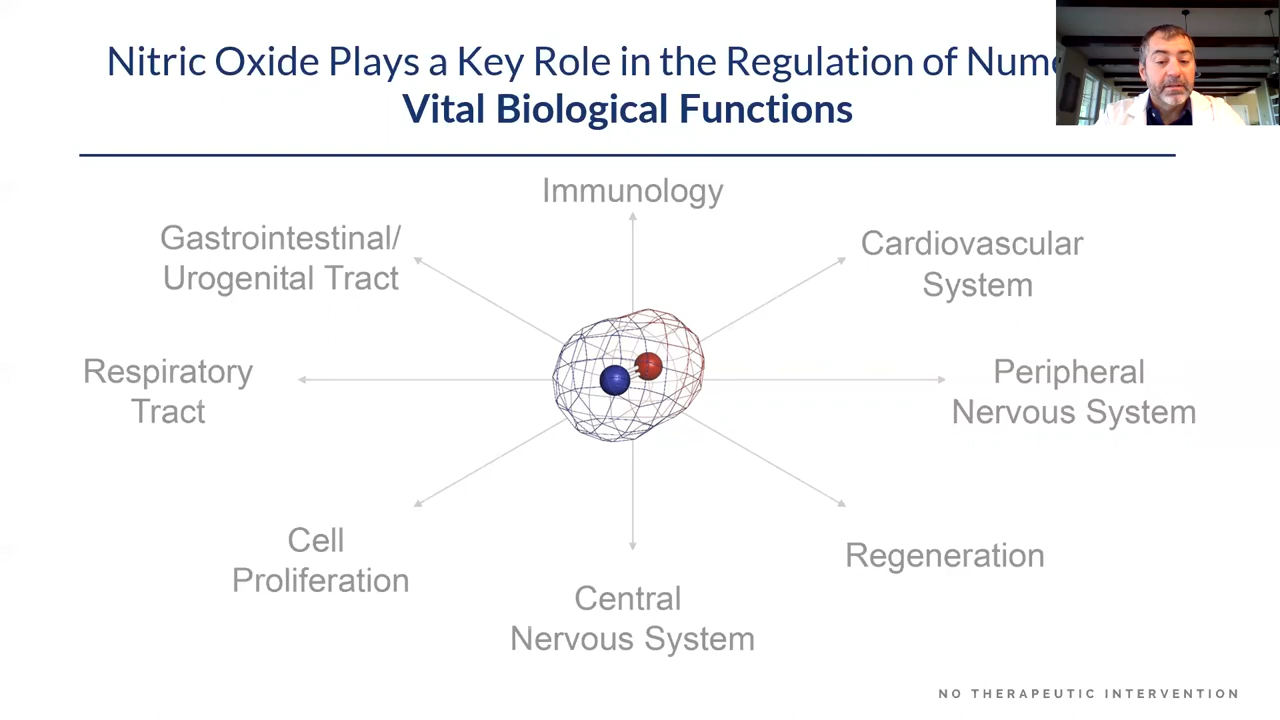 Nitric Oxide Plays a Key Role in the Regulation of
Vital Biological Functions
Immunology
Gastrointestinal/
Urogenital Tract
Cardiovascular
System
Respiratory
Tract
Peripheral
Nervous System
Cell
Proliferation
Regeneration
Central
Nervous System
NO THERAPEUTIC INTERVENTION